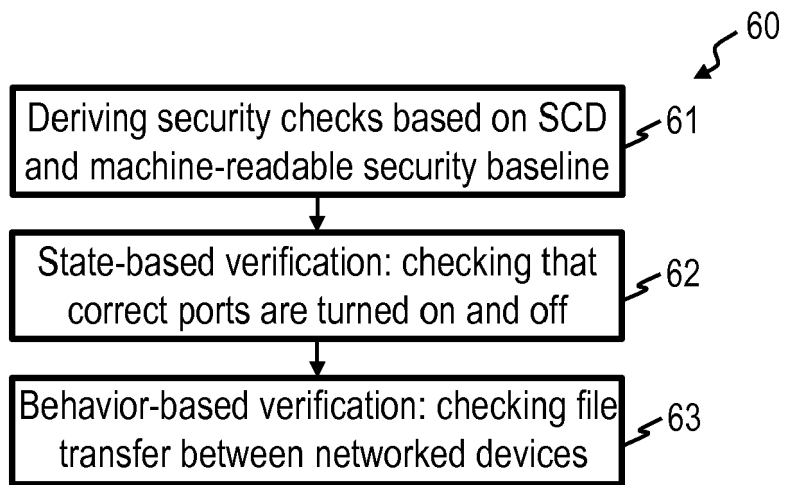 60
Deriving security checks based on SCD
and machine-readable security baseline
61
State-based verification: checking that
correct ports are turned on and off
62
Behavior-based verification: checking file
transfer between networked devices
63